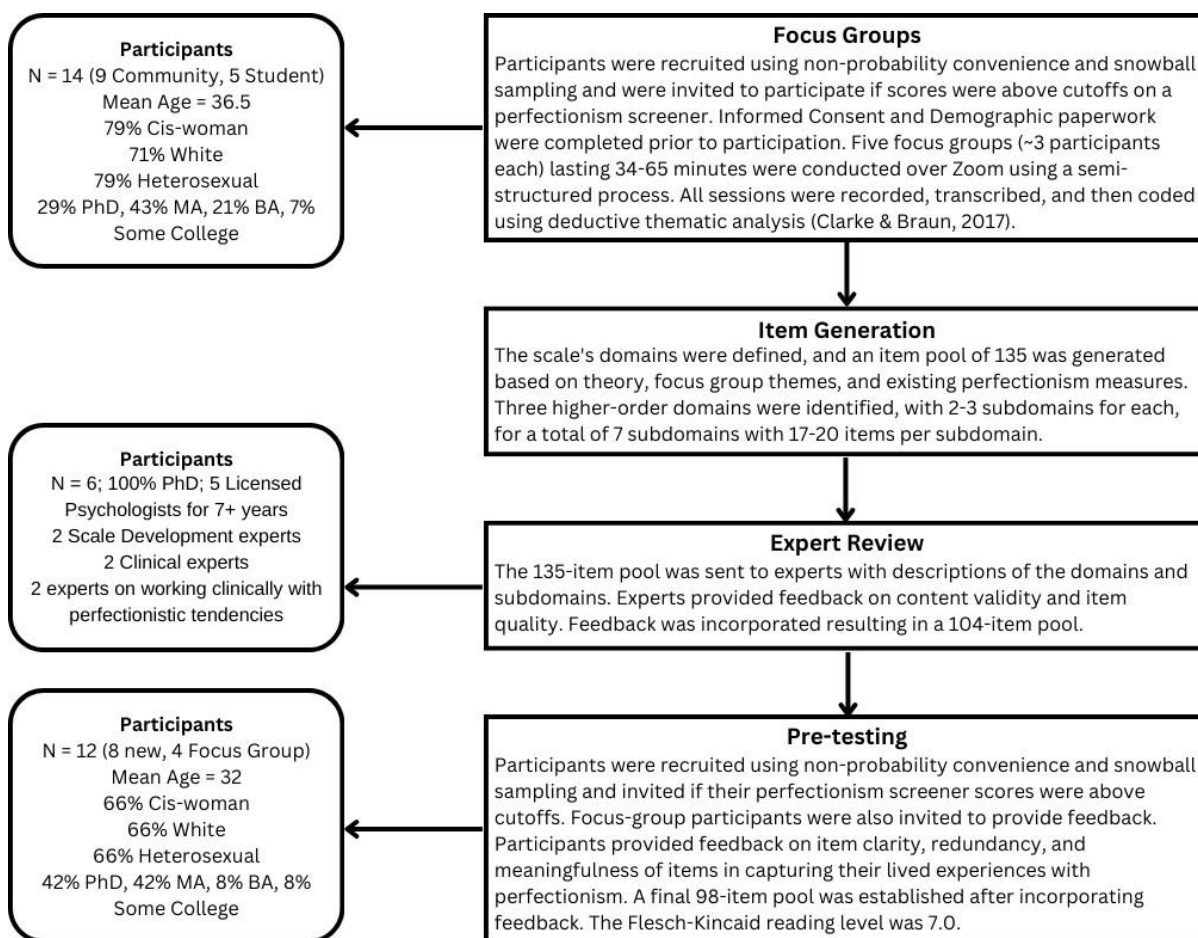 Participants
N = 14 (9 Community, 5 Student)
Mean Age = 36.5
79% Cis-woman
71% White
79% Heterosexual
29% PhD, 43% MA, 21% BA, 7%
Some College
Focus Groups
Participants were recruited using non-probability convenience and snowball
sampling and were invited to participate if scores were above cutoffs on a
perfectionism screener. Informed Consent and Demographic paperwork
were completed prior to participation. Five focus groups (~3 participants
each) lasting 34-65 minutes were conducted over Zoom using a semi-
structured process. All sessions were recorded, transcribed, and then coded
using deductive thematic analysis (Clarke & Braun, 2017).
Item Generation
The scale's domains were defined, and an item pool of 135 was generated
based on theory, focus group themes, and existing perfectionism measures.
Three higher-order domains were identified, with 2-3 subdomains for each,
for a total of 7 subdomains with 17-20 items per subdomain.
Participants
N = 6; 100% PhD; 5 Licensed
Psychologists for 7+ years
2 Scale Development experts
2 Clinical experts
2 experts on working clinically with
perfectionistic tendencies
Expert Review
The 135-item pool was sent to experts with descriptions of the domains and
subdomains. Experts provided feedback on content validity and item
quality. Feedback was incorporated resulting in a 104-item pool.
Participants
N = 12 (8 new, 4 Focus Group)
Mean Age = 32
66% Cis-woman
66% White
66% Heterosexual
42% PhD, 42% MA, 8% BA, 8%
Some College
Pre-testing
Participants were recruited using non-probability convenience and snowball
sampling and invited if their perfectionism screener scores were above
cutoffs. Focus-group participants were also invited to provide feedback.
Participants provided feedback on item clarity, redundancy, and
meaningfulness of items in capturing their lived experiences with
perfectionism. A final 98-item pool was established after incorporating
feedback. The Flesch-Kincaid reading level was 7.0.